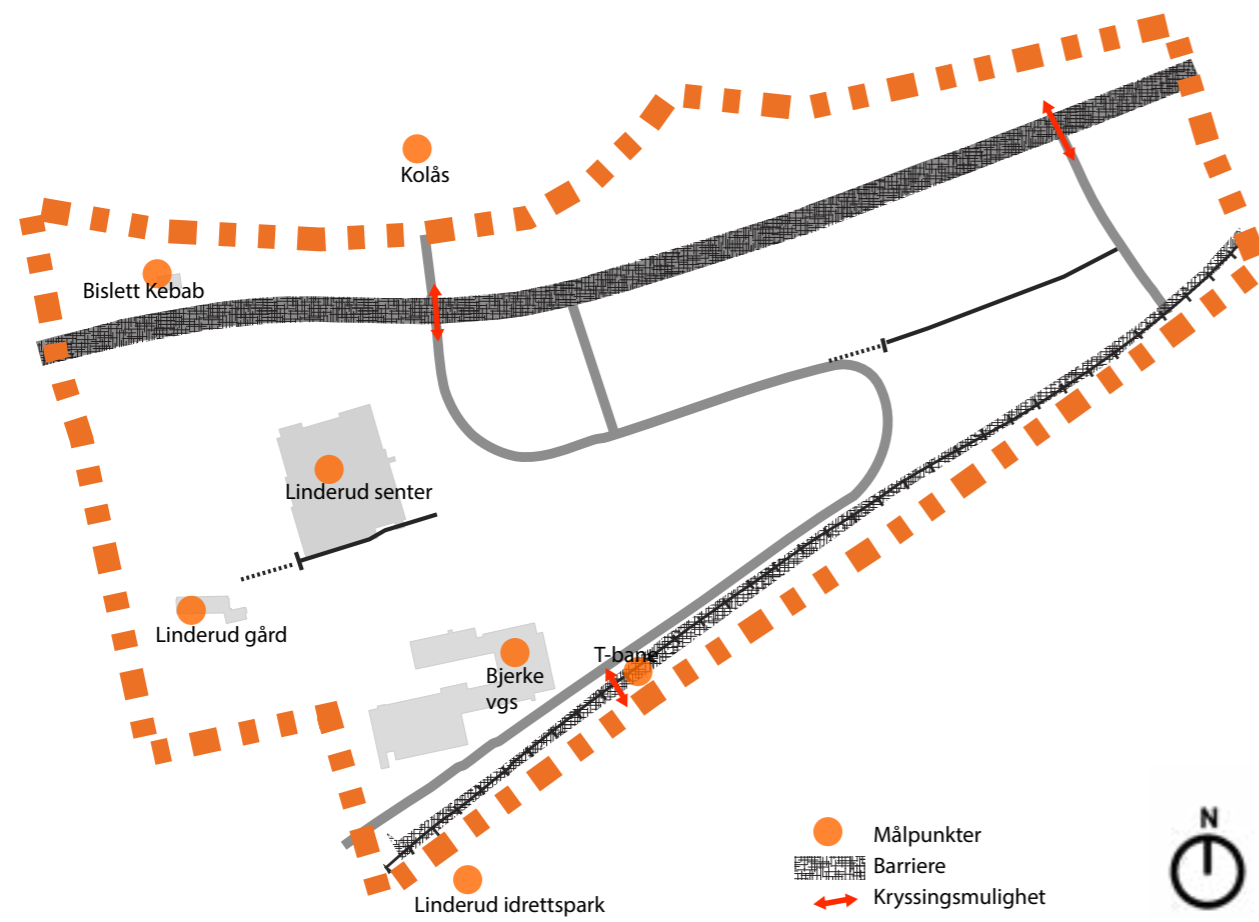 Kolås
Bislett Kebab
Linderud senter
Linderud gård
T-bane
Bjerke
vgs
Linderud idrettspark
Målpunkter
Barriere
Kryssingsmulighet
N